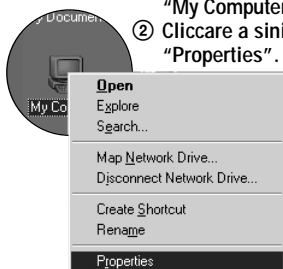 "My Computer
② Cliccare a sini
"Properties".
My Documen
My Co
Open
Explore
Search...
Map Network Drive...
Disconnect Network Drive...
Create Shortcut
Rename
Properties